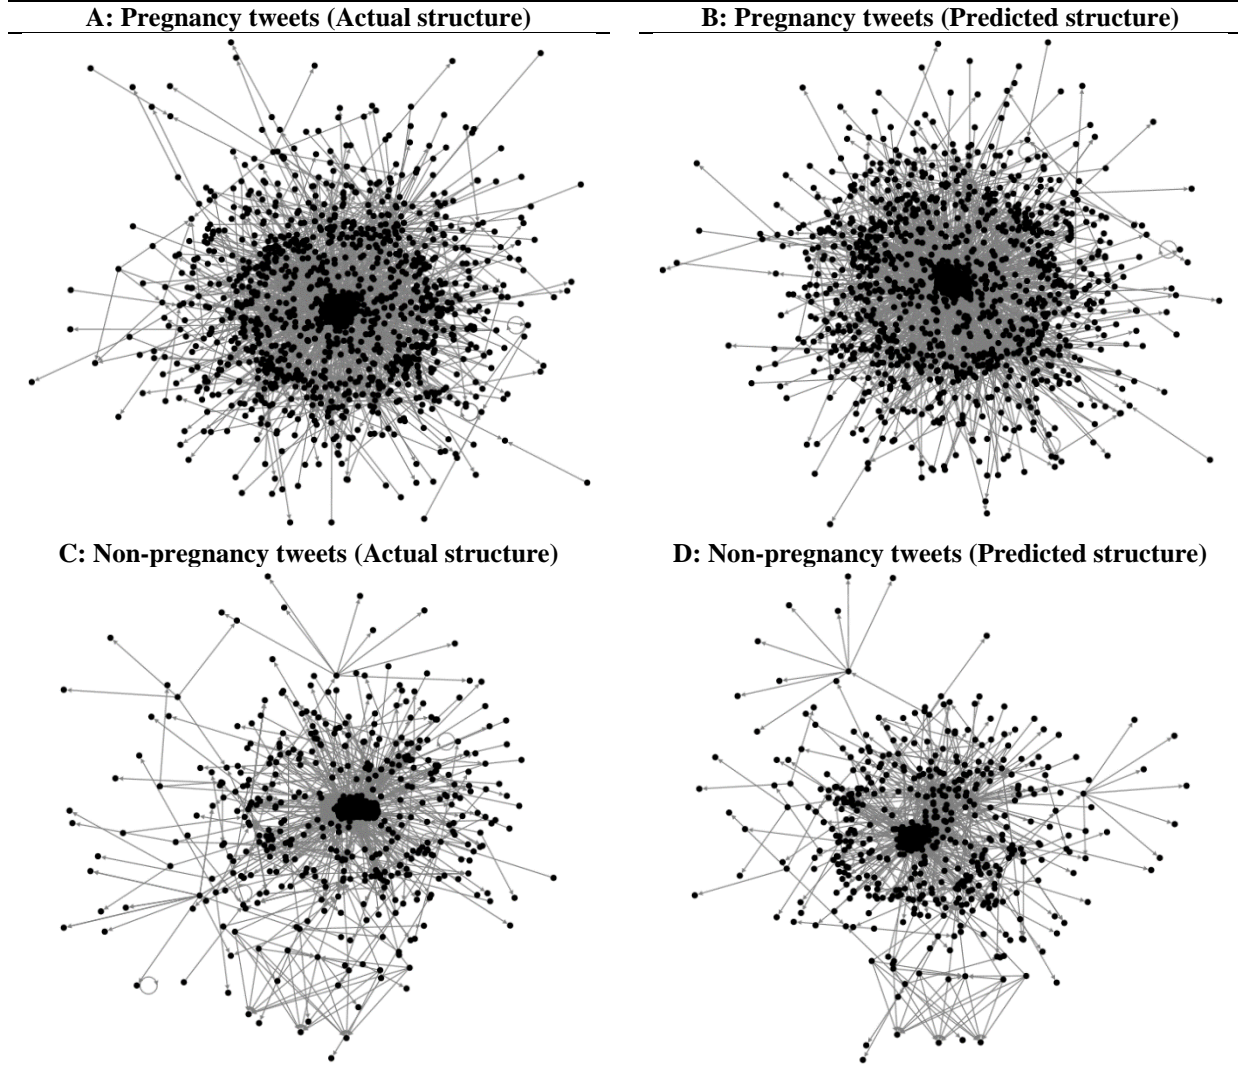 A: Pregnancy tweets (Actual structure)
B: Pregnancy tweets (Predicted structure)
C: Non-pregnancy tweets (Actual structure)
D: Non-pregnancy tweets (Predicted structure)